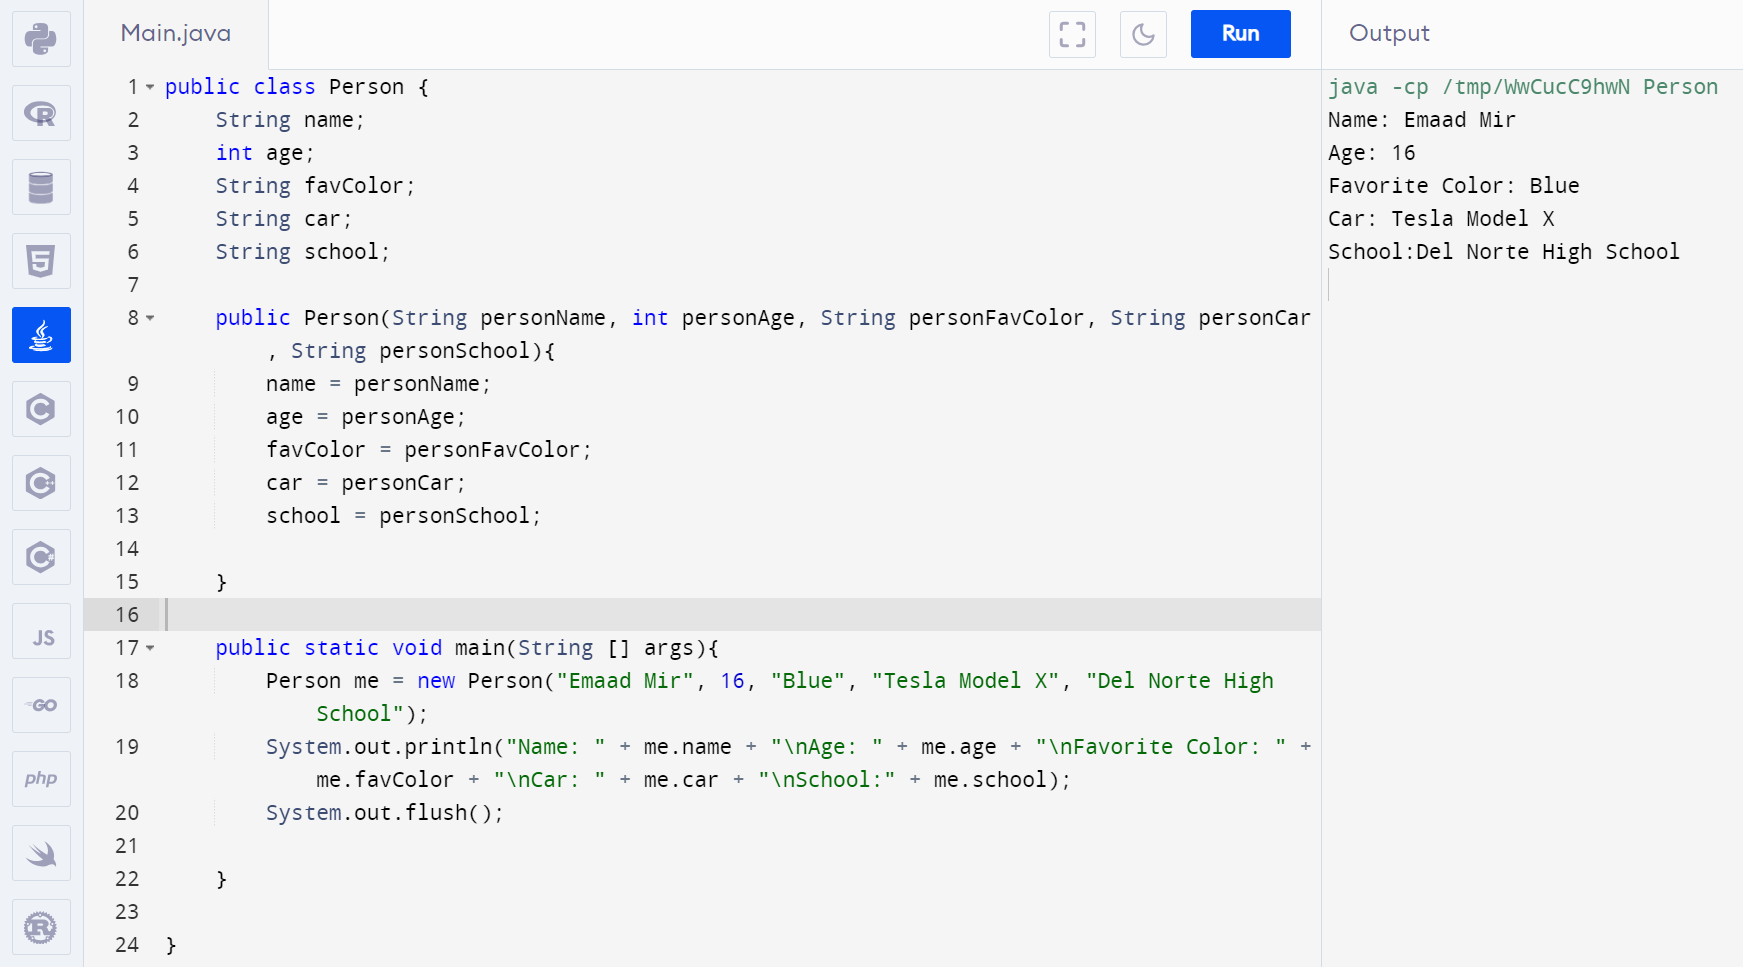 Main.java
Run
Output
1 public class Person {
2 String name;
3 int age;
4 String favColor;
5 String car;
6 String school;
7
8 public Person(String personName, int personAge, String personFavColor, String personCar
, String personSchool){
9 name = personName;
10 age = personAge;
11 favColor = personFavColor;
12 car = personCar;
13 school = personSchool;
14
15 }
16
17 public static void main(String [] args){
18 Person me = new Person("Emaad Mir", 16, "Blue", "Tesla Model X", "Del Norte High
School");
19 System.out.println("Name: " + me.name + "\nAge: " + me.age + "\nFavorite Color: " +
me.favColor + "\nCar: " + me.car + "\nSchool:" + me.school);
20 System.out.flush();
21
22 }
23
24 }
java -cp /tmp/WwCucC9hwN Person
Name: Emaad Mir
Age: 16
Favorite Color: Blue
Car: Tesla Model X
School:Del Norte High School
R
5
C
C++
C#
JS
GO
php
R